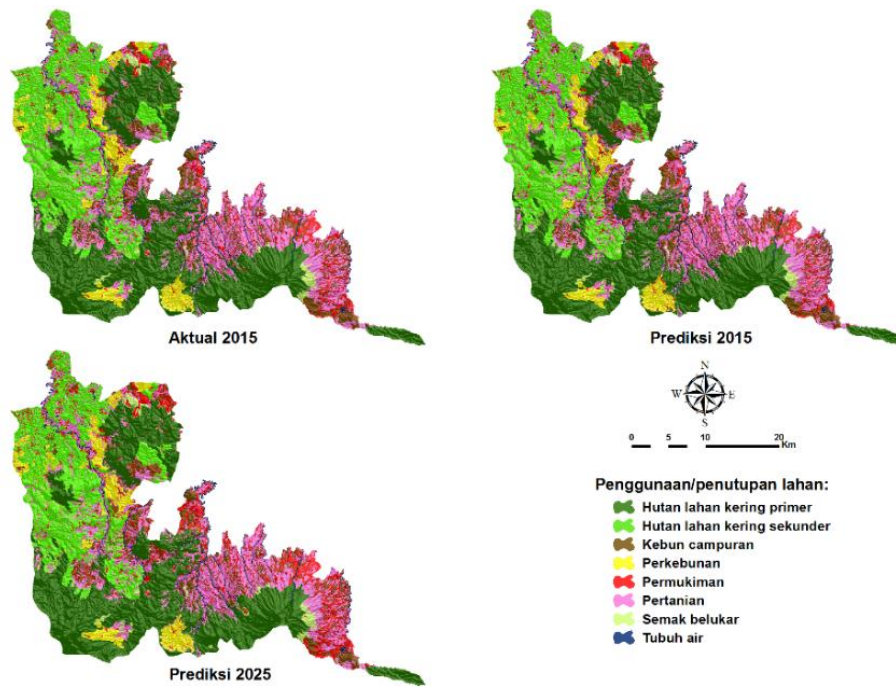 Aktual 2015
Prediksi 2015
Prediksi 2025
N
W
E
S
0 5 10 20
Km
Penggunaan/penutupan lahan:
Hutan lahan kering primer
Hutan lahan kering sekunder
Kebun campuran
Perkebunan
Permukiman
Pertanian
Semak belukar
Tubuh air